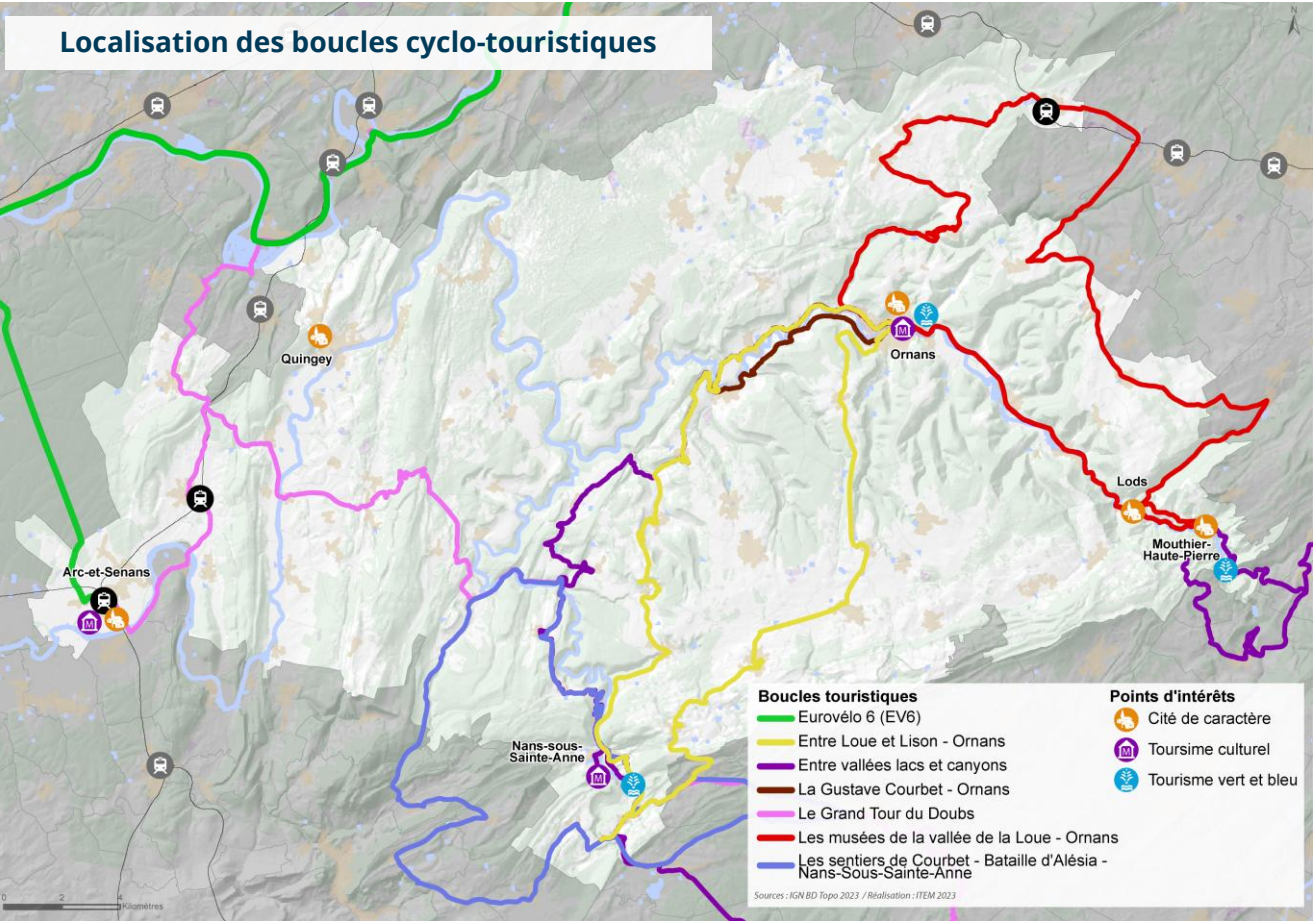 Localisation des boucles cyclo-touristiques
N
Quingey
Ornans
Lods
Mouthier-
Haute-Pierre
Arc-et-Senans
Nans-sous-
Sainte-Anne
Boucles touristiques
Eurovélo 6 (EV6)
Entre Loue et Lison - Ornans
Entre vallées lacs et canyons
La Gustave Courbet - Ornans
Le Grand Tour du Doubs
Les musées de la vallée de la Loue - Ornans
Les sentiers de Courbet - Bataille d'Alésia -
Nans-Sous-Sainte-Anne
Points d'intérêts
Cité de caractère
Toursime culturel
Tourisme vert et bleu
Sources : IGN BD Topo 2023 / Réalisation : ITEM 2023
0 2 4
Kilomètres